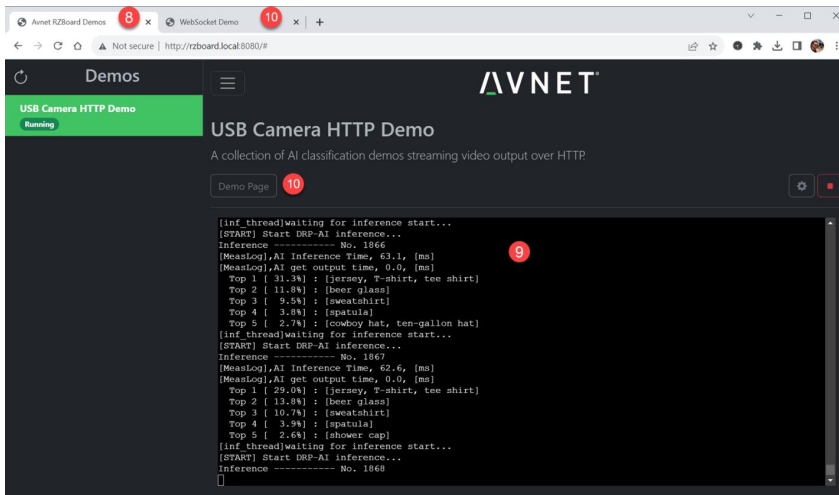 Avnet RZBoard Demos 8
WebSocket Demo 10
Not secure | http://rzboard.local:8080/#
Demos
AVNET
USB Camera HTTP Demo
Running
USB Camera HTTP Demo
A collection of AI classification demos streaming video output over HTTP.
Demo Page 10
9
[inf_thread]waiting for inference start...
[START] Start DRP-AI inference...
Inference ----------- No. 1866
[MeasLog],AI Inference Time, 63.1, [ms]
[MeasLog],AI get output time, 0.0, [ms]
Top 1 [ 31.3%] : [jersey, T-shirt, tee shirt]
Top 2 [ 11.8%] : [beer glass]
Top 3 [  9.5%] : [sweatshirt]
Top 4 [  3.8%] : [spatula]
Top 5 [  2.7%] : [cowboy hat, ten-gallon hat]
[inf_thread]waiting for inference start...
[START] Start DRP-AI inference...
Inference ----------- No. 1867
[MeasLog],AI Inference Time, 62.6, [ms]
[MeasLog],AI get output time, 0.0, [ms]
Top 1 [ 29.0%] : [jersey, T-shirt, tee shirt]
Top 2 [ 13.8%] : [beer glass]
Top 3 [ 10.7%] : [sweatshirt]
Top 4 [  3.9%] : [spatula]
Top 5 [  2.6%] : [shower cap]
[inf_thread]waiting for inference start...
[START] Start DRP-AI inference...
Inference ----------- No. 1868